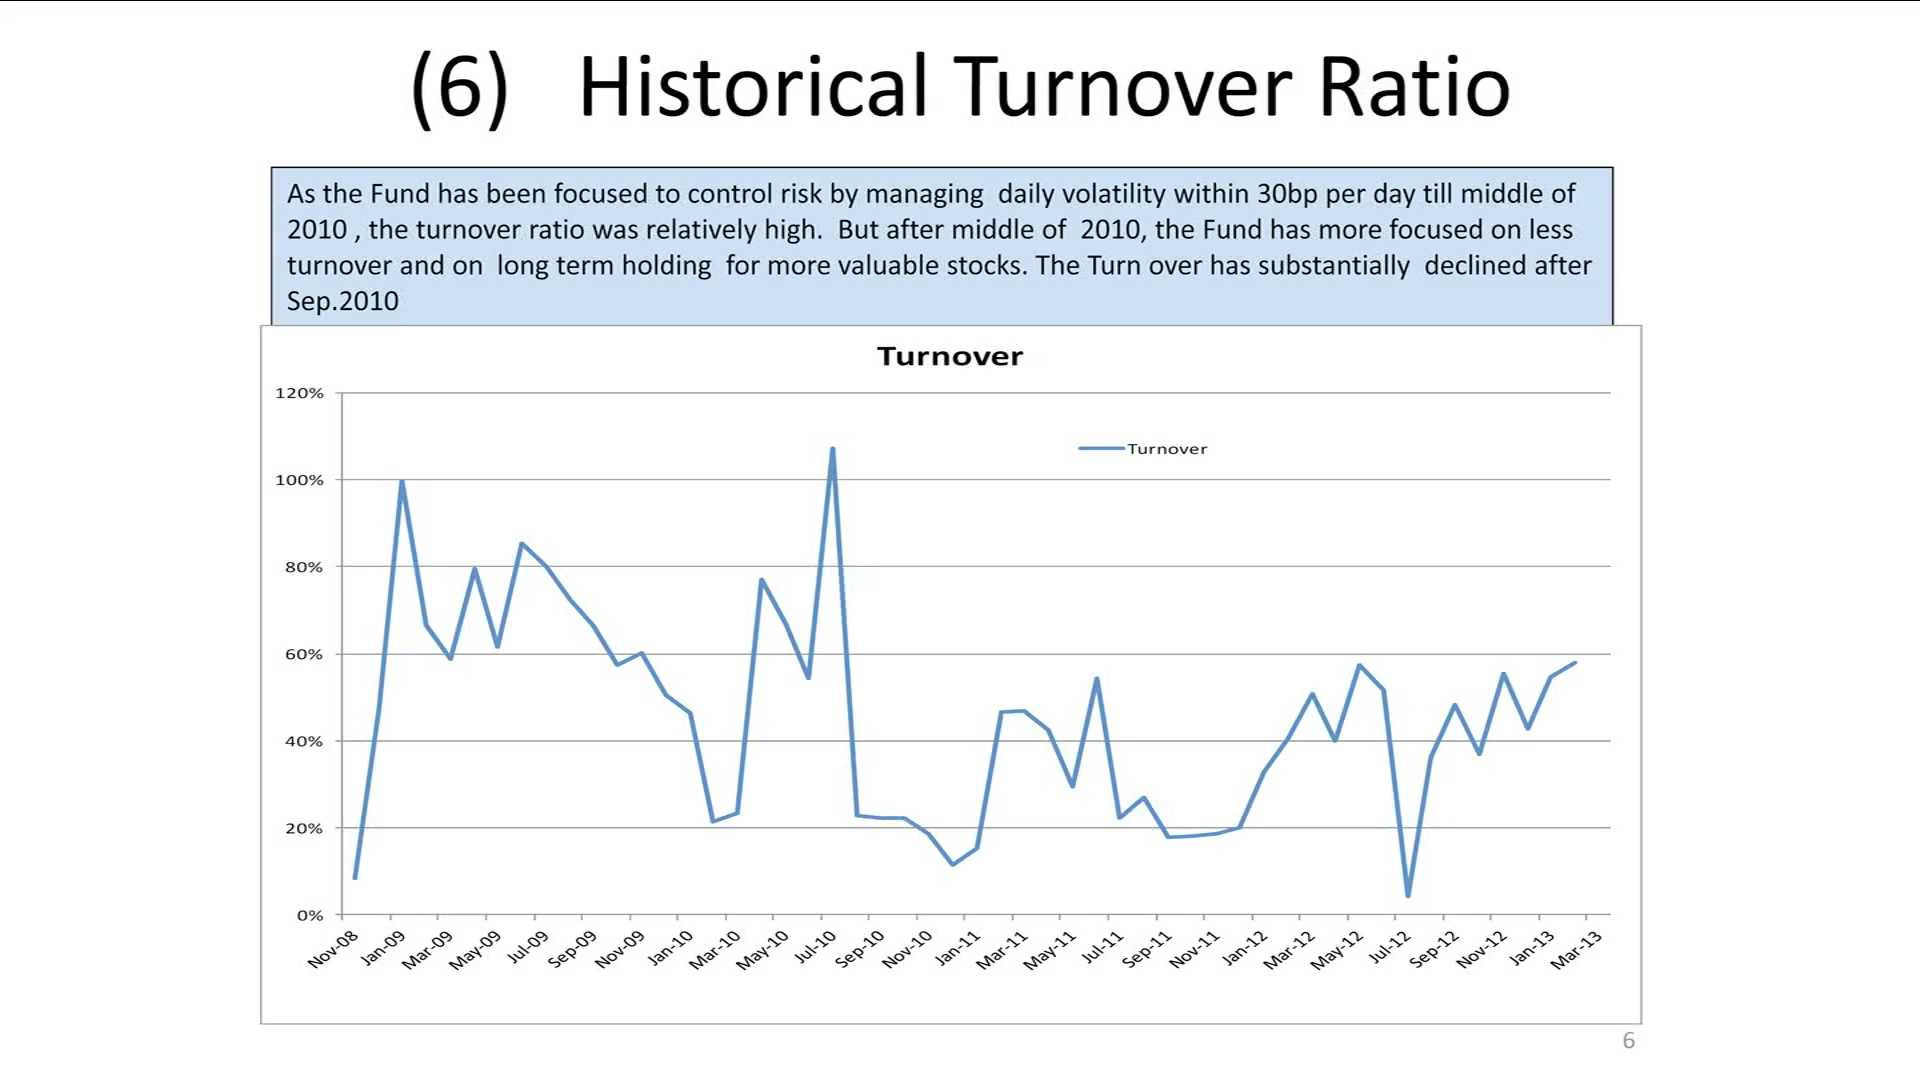 (6) Historical Turnover Ratio
As the Fund has been focused to control risk by managing daily volatility within 30bp per day till middle of
2010 , the turnover ratio was relatively high. But after middle of 2010, the Fund has more focused on less
turnover and on long term holding for more valuable stocks. The Turn over has substantially declined after
Sep.2010
Turnover
120%
100%
80%
60%
40%
20%
0%
Turnover
Nov-08
Jan-09
Mar-09
May-09
Jul-09
Sep-09
Nov-09
Jan-10
Mar-10
May-10
Jul-10
Sep-10
Nov-10
Jan-11
Mar-11
May-11
Jul-11
Sep-11
Nov-11
Jan-12
Mar-12
May-12
Jul-12
Sep-12
Nov-12
Jan-13
Mar-13
6